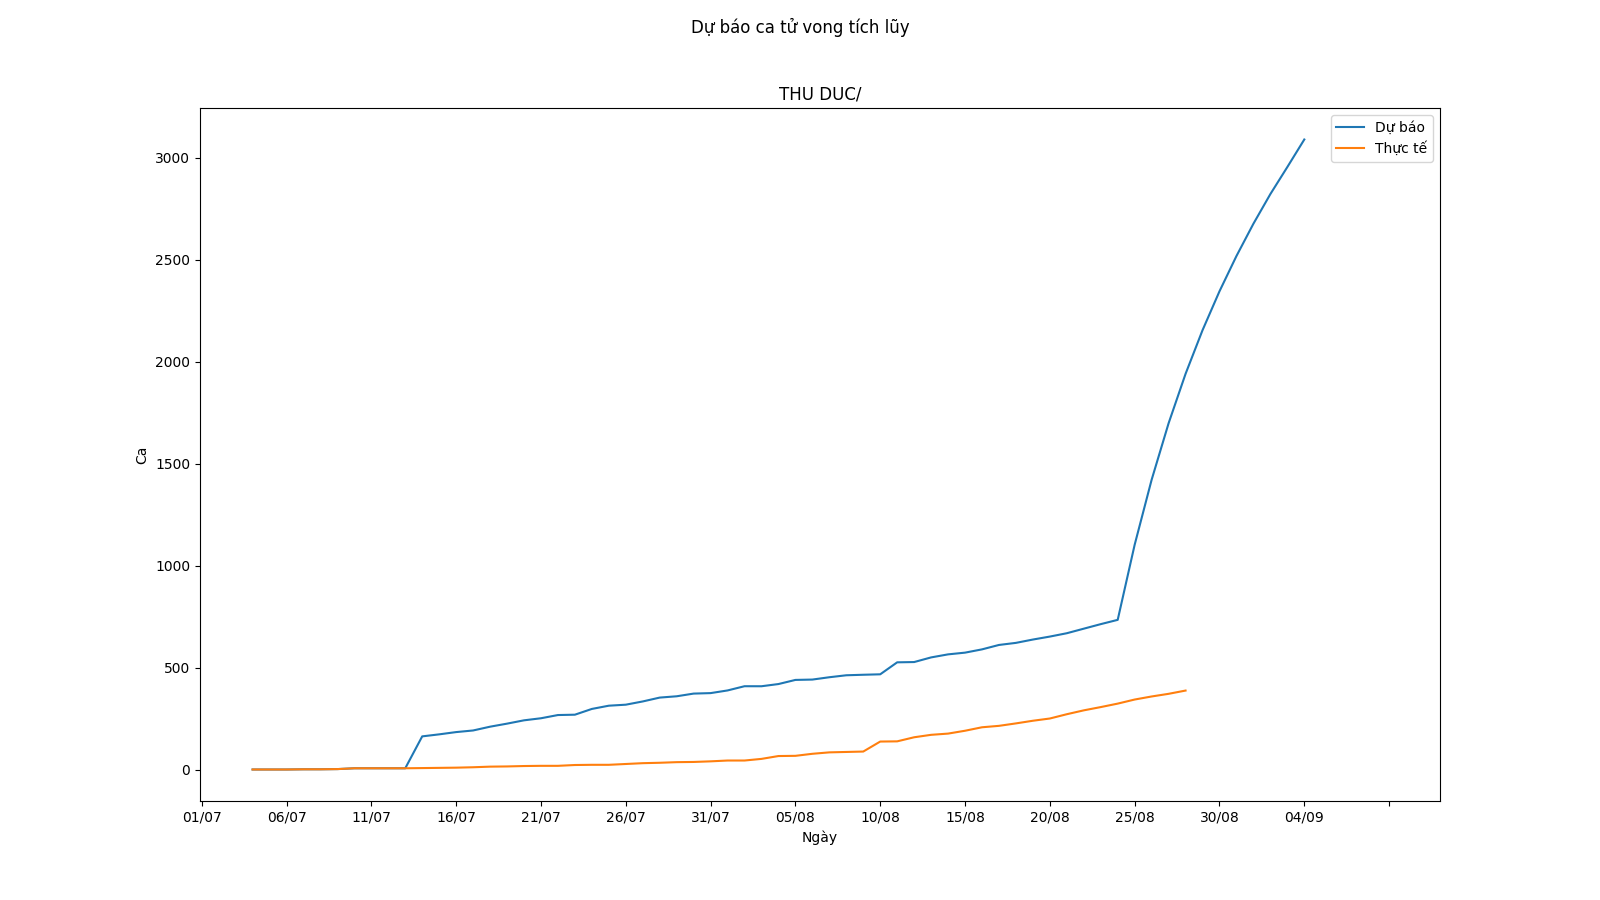 Dự báo ca tử vong tích lũy
THU DUC/
Dự báo
Thực tế
3000
2500
2000
1500
1000
500
0
Ca
01/07 06/07 11/07 16/07 21/07 26/07 31/07 05/08 10/08 15/08 20/08 25/08 30/08 04/09
Ngày